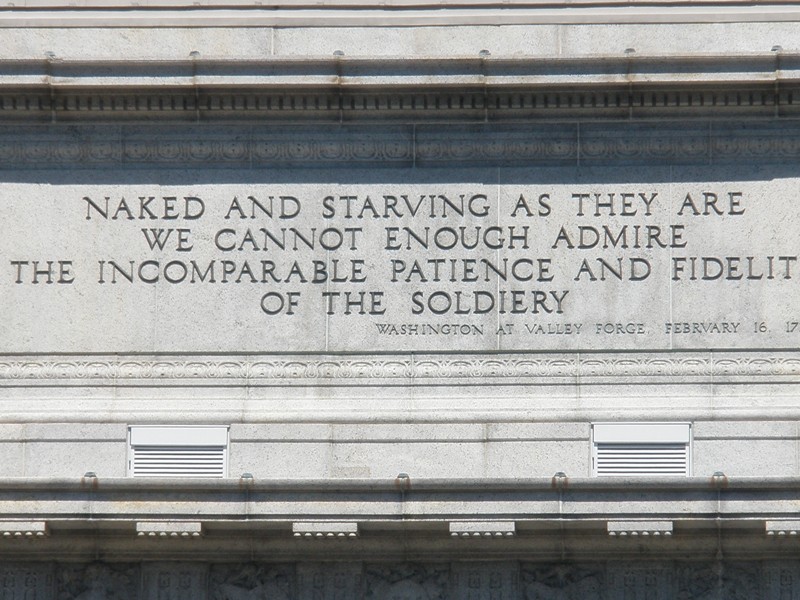 NAKED AND STARVING AS THEY ARE
WE CANNOT ENOUGH ADMIRE
THE INCOMPARABLE PATIENCE AND FIDELIT
OF THE SOLDIERY
WASHINGTON AT VALLEY FORGE, FEBRVARY 16, 17